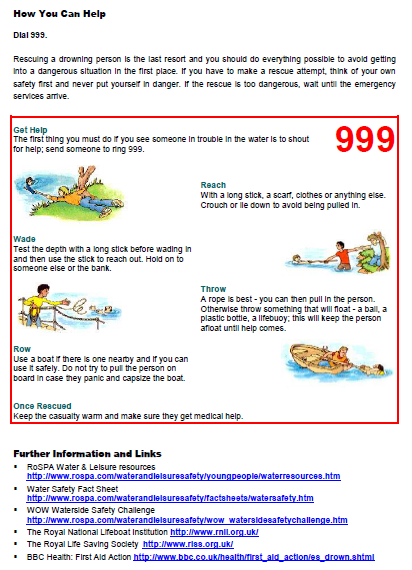 How You Can Help
Dial 999.
Rescuing a drowning person is the last resort and you should do everything possible to avoid getting
into a dangerous situation in the first place. If you have to make a rescue attempt, think of your own
safety first and never put yourself in danger. If the rescue is too dangerous, wait until the emergency
services arrive.
Get Help
The first thing you must do if you see someone in trouble in the water is to shout
for help; send someone to ring 999.
999
Reach
With a long stick, a scarf, clothes or anything else.
Crouch or lie down to avoid being pulled in.
Wade
Test the depth with a long stick before wading in
and then use the stick to reach out. Hold on to
someone else or the bank.
Throw
A rope is best - you can then pull in the person.
Otherwise throw something that will float - a ball, a
plastic bottle, a lifebuoy; this will keep the person
afloat until help comes.
Row
Use a boat if there is one nearby and if you can
use it safely. Do not try to pull the person on
board in case they panic and capsize the boat.
Once Rescued
Keep the casualty warm and make sure they get medical help.
Further Information and Links
▪ RoSPA Water & Leisure resources
http://www.rospa.com/waterandleisuresafety/youngpeople/waterresources.htm
▪ Water Safety Fact Sheet
http://www.rospa.com/waterandleisuresafety/factsheets/watersafety.htm
▪ WOW Waterside Safety Challenge
http://www.rospa.com/waterandleisuresafety/wow_watersidesafetychallenge.htm
▪ The Royal National Lifeboat Institution http://www.rnli.org.uk/
▪ The Royal Life Saving Society http://www.rlss.org.uk/
▪ BBC Health: First Aid Action http://www.bbc.co.uk/health/first_aid_action/es_drown.shtml